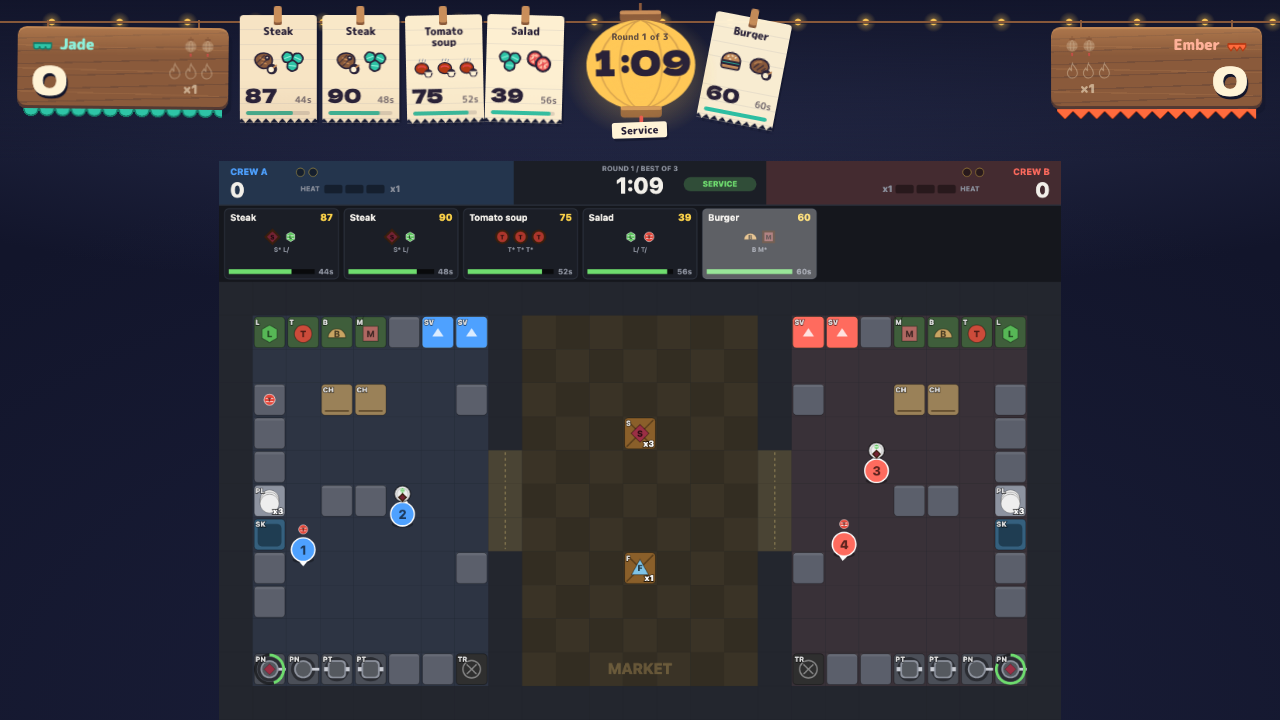 Jade
0
x1
Steak
87 44s
Steak
90 48s
Tomato soup
75 52s
Salad
39 56s
Round 1 of 3
1:09
Service
Burger
60 60s
Ember
x1
0
CREW A
0
HEAT x1
ROUND 1 / BEST OF 3
1:09
SERVICE
CREW B
x1 HEAT
0
Steak 87
S L
S* L/
44s
Steak 90
S L
S* L/
48s
Tomato soup 75
T T T
T* T* T*
52s
Salad 39
L T
L/ T/
56s
Burger 60
B M
B M*
60s
L L T T B B M M SV SV
SV SV M M B B T T L L
CH CH
CH CH
S S x3
PL x3
2
3
PL x3
SK
1
4
SK
F F x1
PN PN PT PT TR
MARKET
TR PT PT PN PN